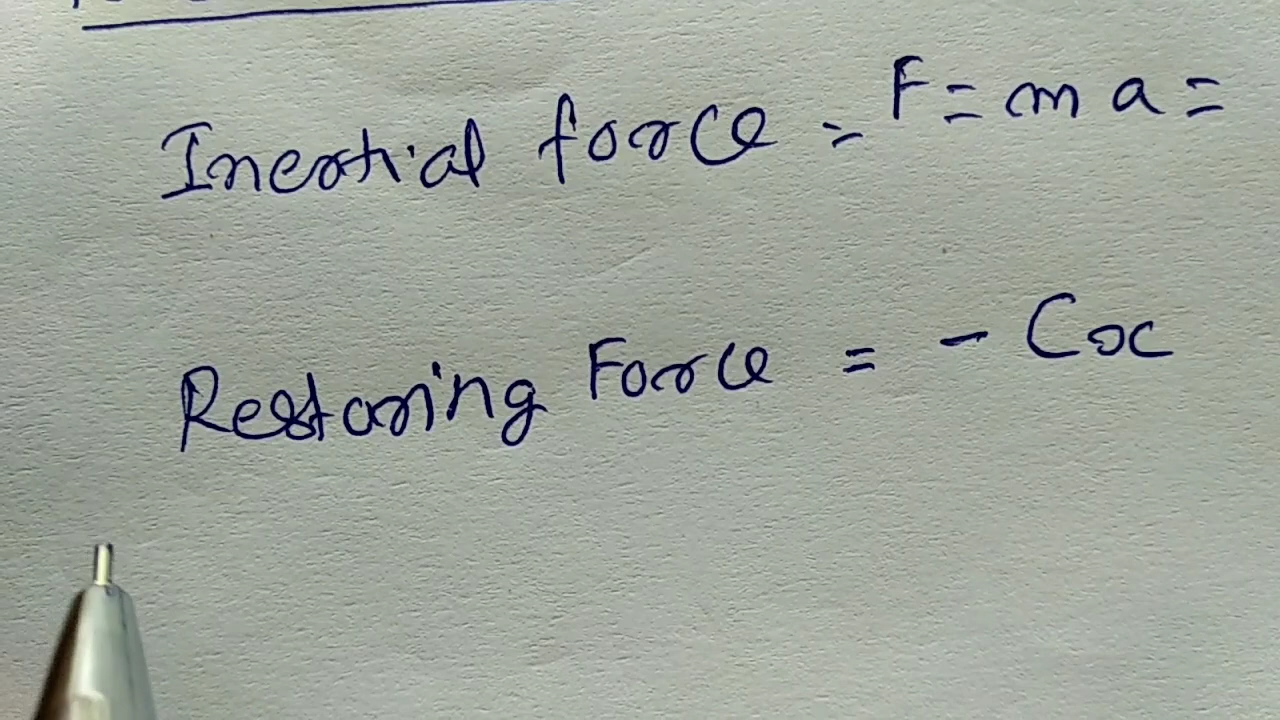 Inertial force = F = m a =
Restoring Force = - Cx